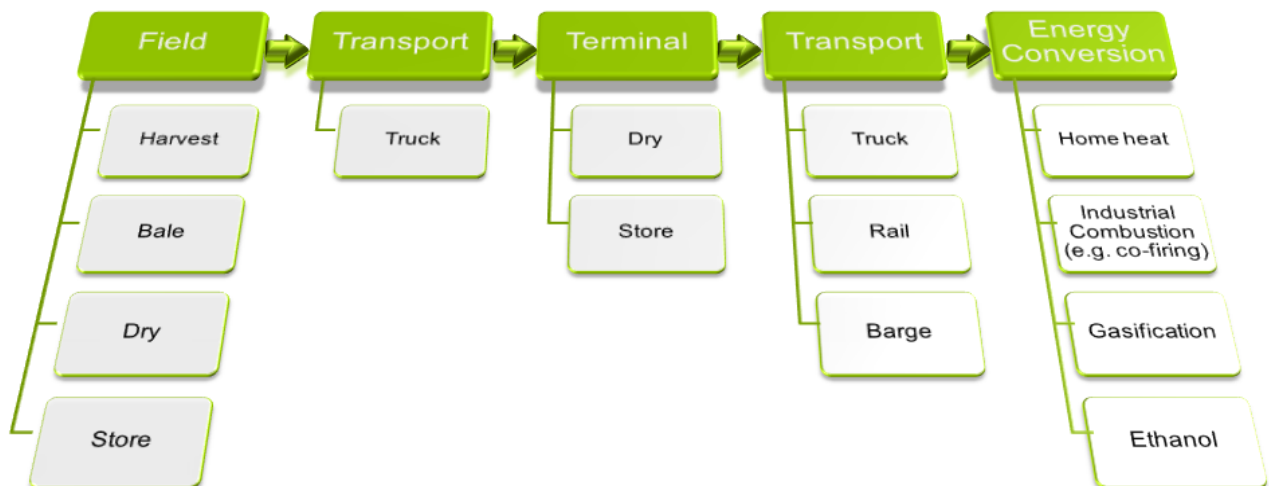 Field
Transport
Terminal
Transport
Energy
Conversion
Harvest
Bale
Dry
Store
Truck
Dry
Store
Truck
Rail
Barge
Home heat
Industrial
Combustion
(e.g. co-firing)
Gasification
Ethanol